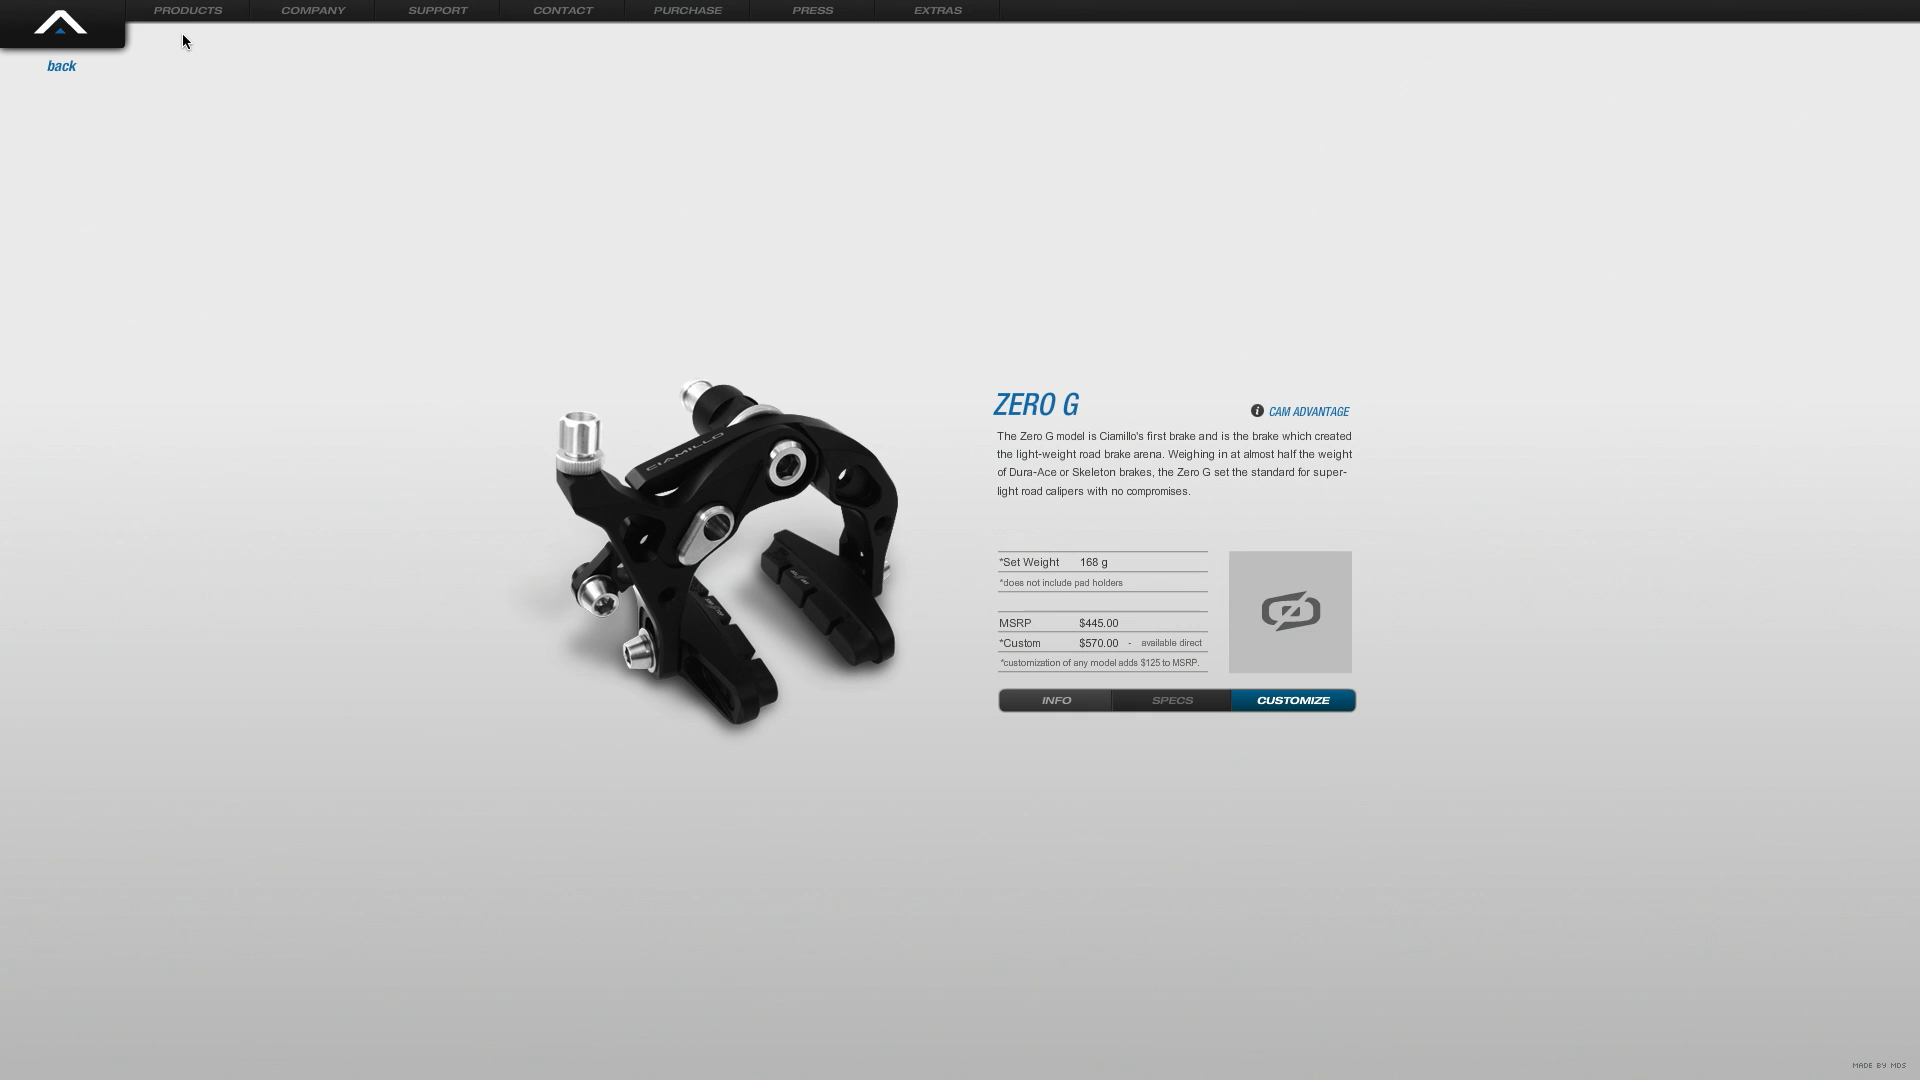 PRODUCTS COMPANY SUPPORT CONTACT PURCHASE PRESS EXTRAS
back
CIAMILLO
ZERO G
CAM ADVANTAGE
The Zero G model is Ciamillo's first brake and is the brake which created
the light-weight road brake arena. Weighing in at almost half the weight
of Dura-Ace or Skeleton brakes, the Zero G set the standard for super-
light road calipers with no compromises.
*Set Weight 168 g
*does not include pad holders
MSRP $445.00
*Custom $570.00 - available direct
*customization of any model adds $125 to MSRP.
INFO SPECS CUSTOMIZE
MADE BY MDS